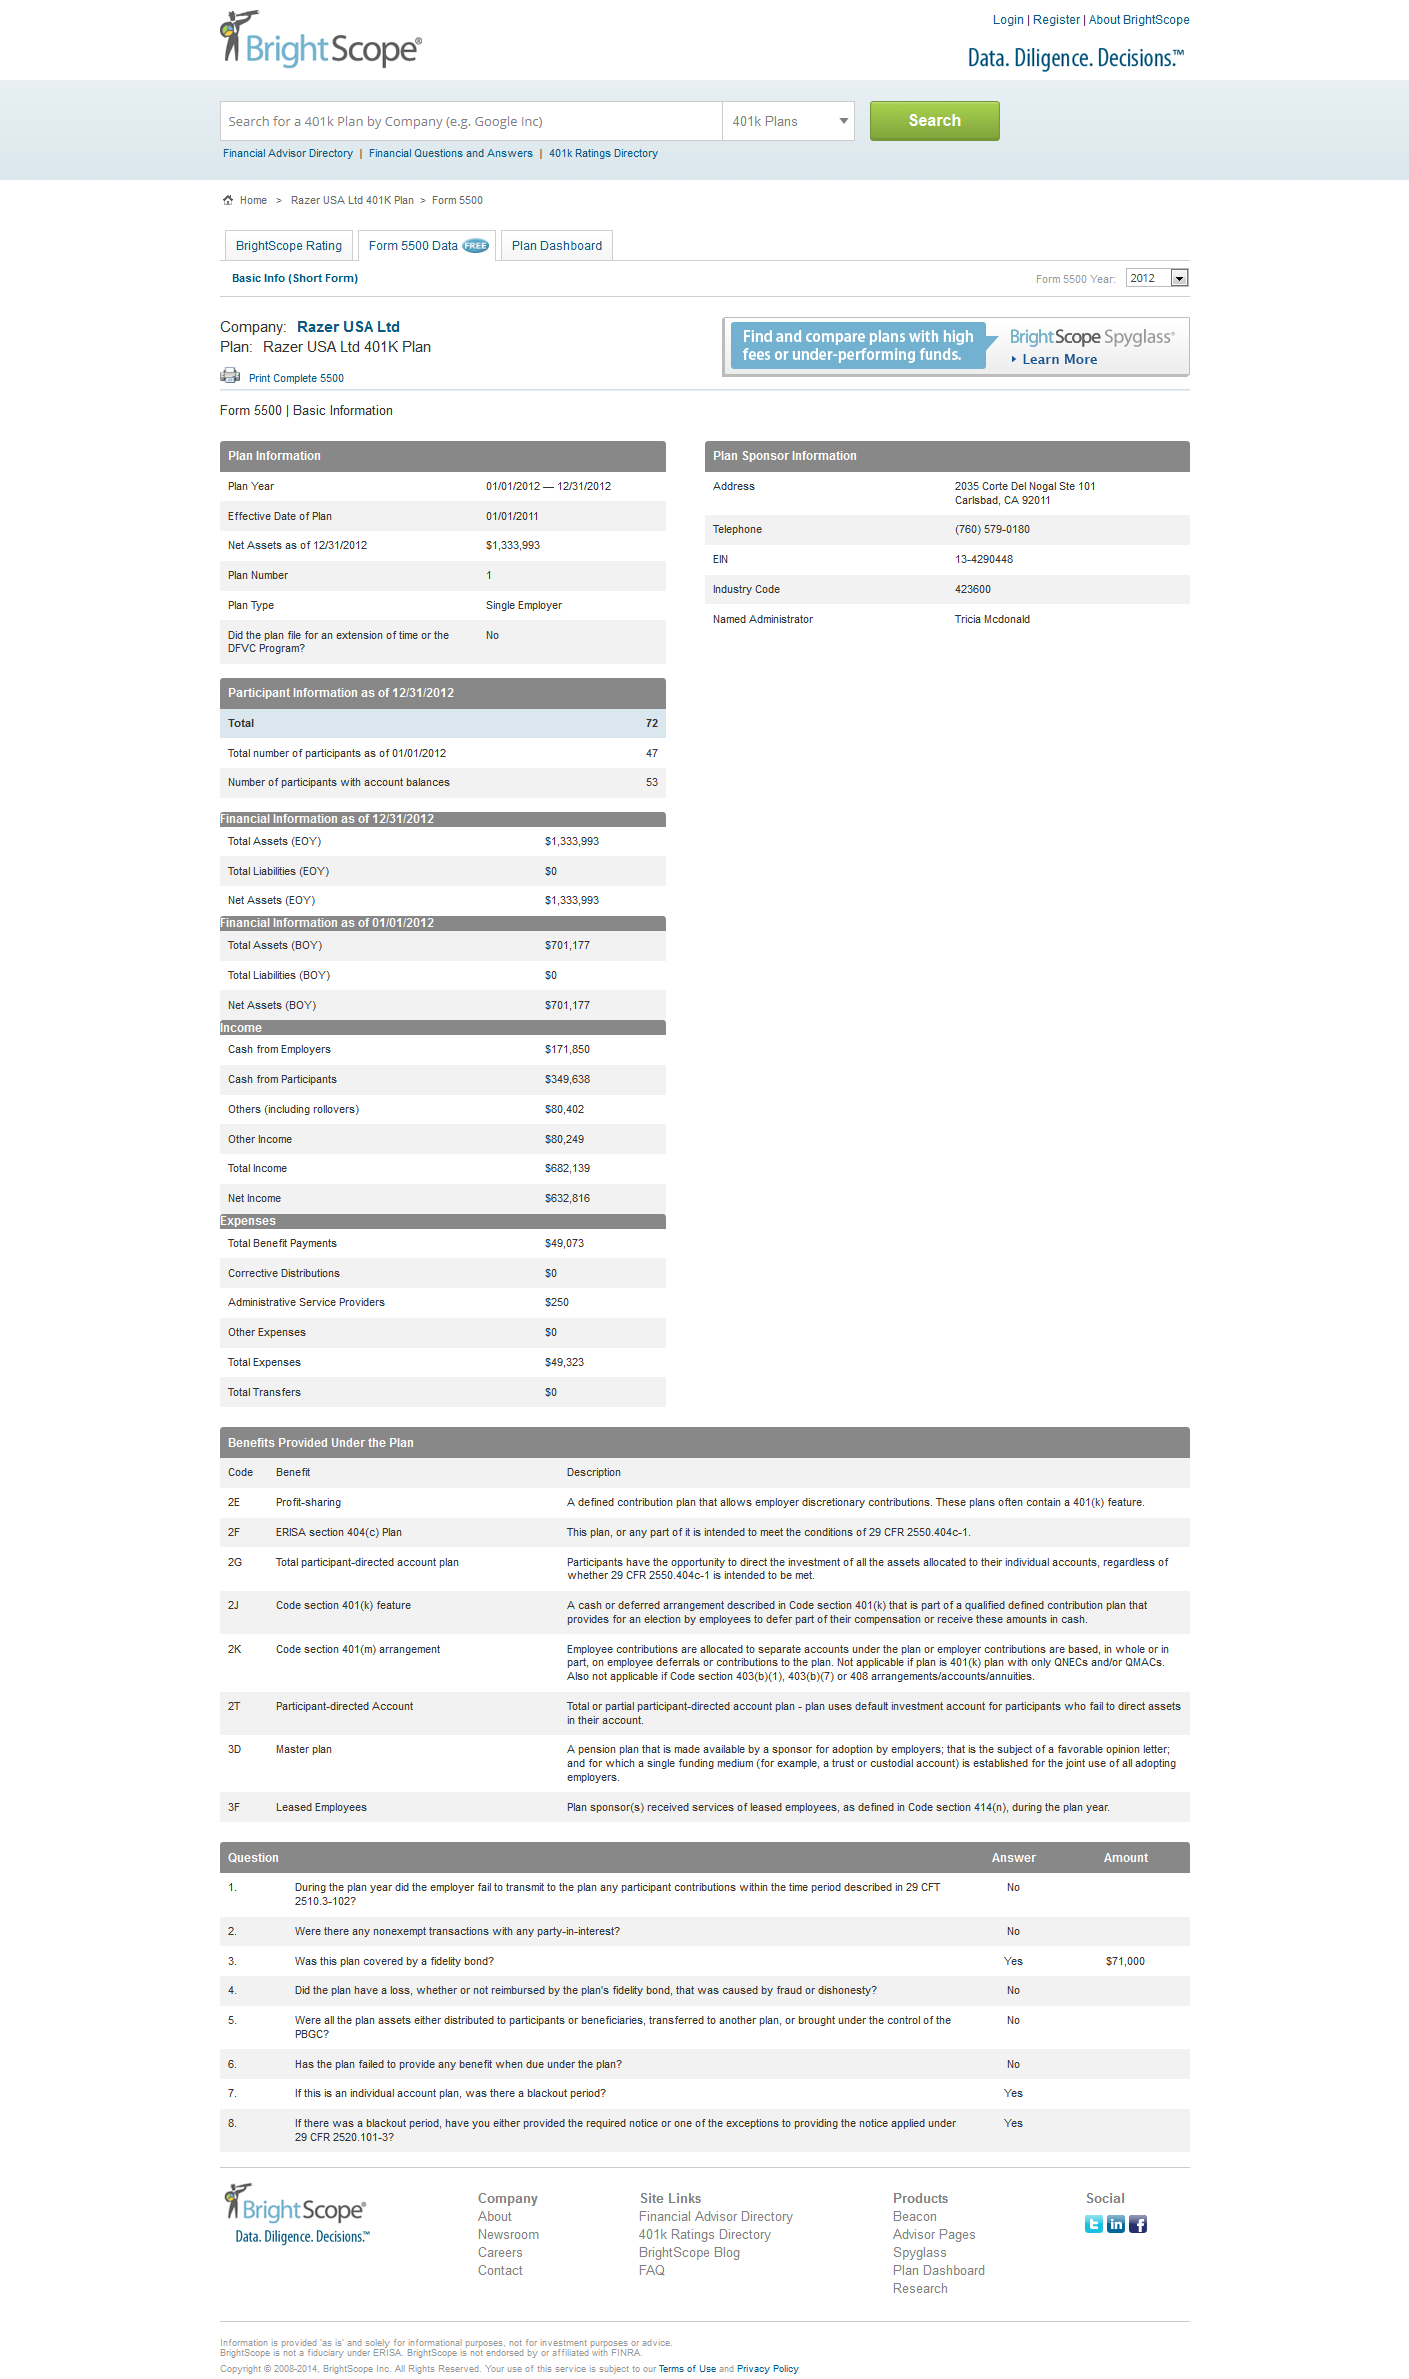 BrightScope®
Login | Register | About BrightScope
Data. Diligence. Decisions.™
Search for a 401k Plan by Company (e.g. Google Inc)
401k Plans
Search
Financial Advisor Directory | Financial Questions and Answers | 401k Ratings Directory
Home > Razer USA Ltd 401K Plan > Form 5500
BrightScope Rating
Form 5500 Data FREE
Plan Dashboard
Basic Info (Short Form)
Form 5500 Year: 2012
Company: Razer USA Ltd
Plan: Razer USA Ltd 401K Plan
Print Complete 5500
Find and compare plans with high
fees or under-performing funds.
BrightScope Spyglass®
Learn More
Form 5500 | Basic Information
Plan Information
Plan Year 01/01/2012 — 12/31/2012
Effective Date of Plan 01/01/2011
Net Assets as of 12/31/2012 $1,333,993
Plan Number 1
Plan Type Single Employer
Did the plan file for an extension of time or the No
DFVC Program?
Plan Sponsor Information
Address 2035 Corte Del Nogal Ste 101
Carlsbad, CA 92011
Telephone (760) 579-0180
EIN 13-4290448
Industry Code 423600
Named Administrator Tricia Mcdonald
Participant Information as of 12/31/2012
Total 72
Total number of participants as of 01/01/2012 47
Number of participants with account balances 53
Financial Information as of 12/31/2012
Total Assets (EOY) $1,333,993
Total Liabilities (EOY) $0
Net Assets (EOY) $1,333,993
Financial Information as of 01/01/2012
Total Assets (BOY) $701,177
Total Liabilities (BOY) $0
Net Assets (BOY) $701,177
Income
Cash from Employers $171,850
Cash from Participants $349,638
Others (including rollovers) $80,402
Other Income $80,249
Total Income $682,139
Net Income $632,816
Expenses
Total Benefit Payments $49,073
Corrective Distributions $0
Administrative Service Providers $250
Other Expenses $0
Total Expenses $49,323
Total Transfers $0
Benefits Provided Under the Plan
Code Benefit Description
2E Profit-sharing A defined contribution plan that allows employer discretionary contributions. These plans often contain a 401(k) feature.
2F ERISA section 404(c) Plan This plan, or any part of it is intended to meet the conditions of 29 CFR 2550.404c-1.
2G Total participant-directed account plan Participants have the opportunity to direct the investment of all the assets allocated to their individual accounts, regardless of
whether 29 CFR 2550.404c-1 is intended to be met.
2J Code section 401(k) feature A cash or deferred arrangement described in Code section 401(k) that is part of a qualified defined contribution plan that
provides for an election by employees to defer part of their compensation or receive these amounts in cash.
2K Code section 401(m) arrangement Employee contributions are allocated to separate accounts under the plan or employer contributions are based, in whole or in
part, on employee deferrals or contributions to the plan. Not applicable if plan is 401(k) plan with only QNECs and/or QMACs.
Also not applicable if Code section 403(b)(1), 403(b)(7) or 408 arrangements/accounts/annuities.
2T Participant-directed Account Total or partial participant-directed account plan - plan uses default investment account for participants who fail to direct assets
in their account.
3D Master plan A pension plan that is made available by a sponsor for adoption by employers; that is the subject of a favorable opinion letter;
and for which a single funding medium (for example, a trust or custodial account) is established for the joint use of all adopting
employers.
3F Leased Employees Plan sponsor(s) received services of leased employees, as defined in Code section 414(n), during the plan year.
Question Answer Amount
1. During the plan year did the employer fail to transmit to the plan any participant contributions within the time period described in 29 CFT No
2510.3-102?
2. Were there any nonexempt transactions with any party-in-interest? No
3. Was this plan covered by a fidelity bond? Yes $71,000
4. Did the plan have a loss, whether or not reimbursed by the plan's fidelity bond, that was caused by fraud or dishonesty? No
5. Were all the plan assets either distributed to participants or beneficiaries, transferred to another plan, or brought under the control of the No
PBGC?
6. Has the plan failed to provide any benefit when due under the plan? No
7. If this is an individual account plan, was there a blackout period? Yes
8. If there was a blackout period, have you either provided the required notice or one of the exceptions to providing the notice applied under Yes
29 CFR 2520.101-3?
BrightScope®
Data. Diligence. Decisions.™
Company
About
Newsroom
Careers
Contact
Site Links
Financial Advisor Directory
401k Ratings Directory
BrightScope Blog
FAQ
Products
Beacon
Advisor Pages
Spyglass
Plan Dashboard
Research
Social
Information is provided 'as is' and solely for informational purposes, not for investment purposes or advice.
BrightScope is not a fiduciary under ERISA. BrightScope is not endorsed by or affiliated with FINRA.
Copyright © 2008-2014, BrightScope Inc. All Rights Reserved. Your use of this service is subject to our Terms of Use and Privacy Policy